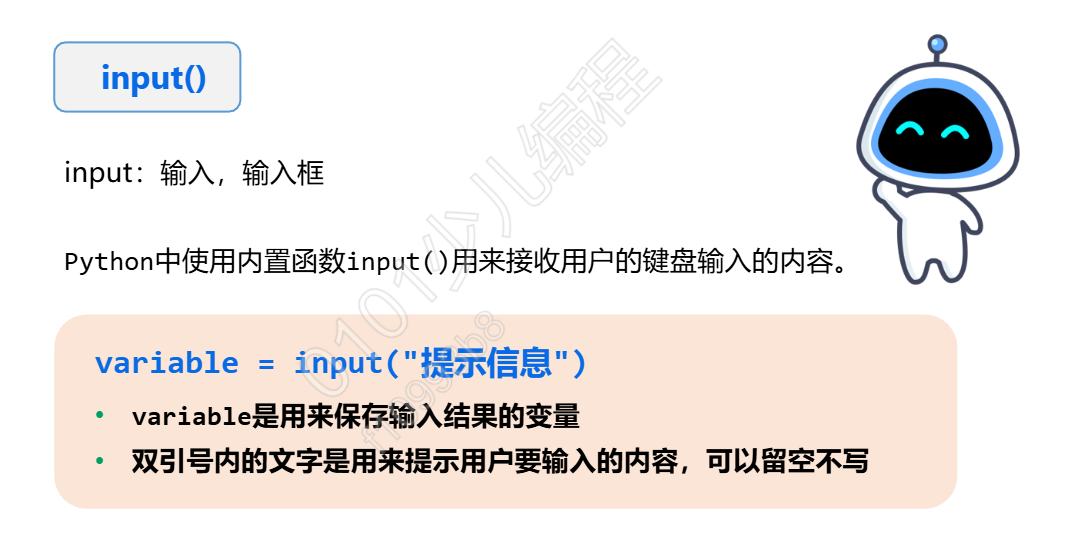 input()
input：输入，输入框
Python中使用内置函数input()用来接收用户的键盘输入的内容。
variable = input("提示信息")
• variable是用来保存输入结果的变量
• 双引号内的文字是用来提示用户要输入的内容，可以留空不写
0101少儿编程